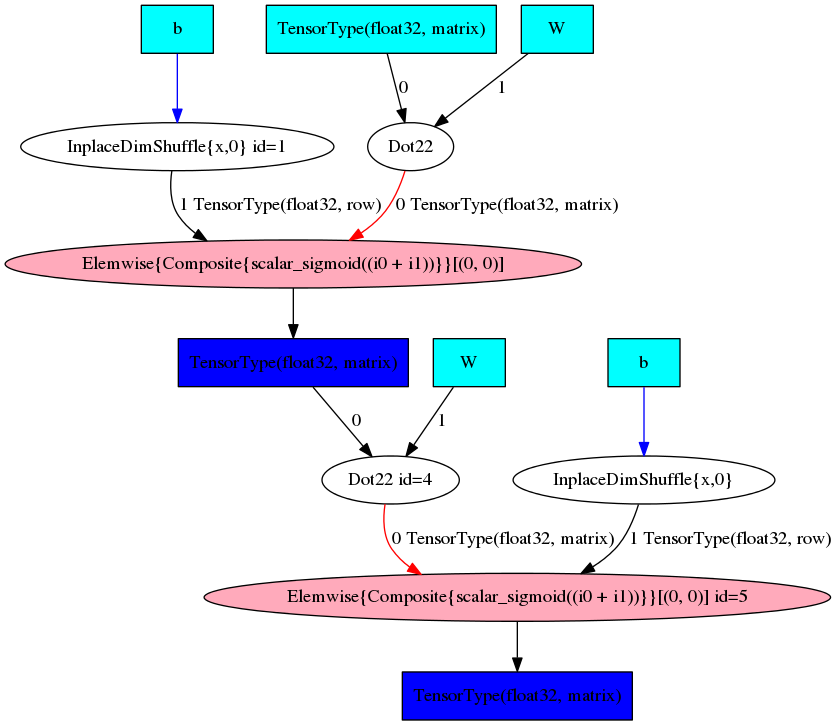 b
TensorType(float32, matrix)
W
0
1
InplaceDimShuffle{x,0} id=1
Dot22
1 TensorType(float32, row)
0 TensorType(float32, matrix)
Elemwise{Composite{scalar_sigmoid((i0 + i1))}}[(0, 0)]
TensorType(float32, matrix)
W
b
0
1
Dot22 id=4
InplaceDimShuffle{x,0}
0 TensorType(float32, matrix)
1 TensorType(float32, row)
Elemwise{Composite{scalar_sigmoid((i0 + i1))}}[(0, 0)] id=5
TensorType(float32, matrix)